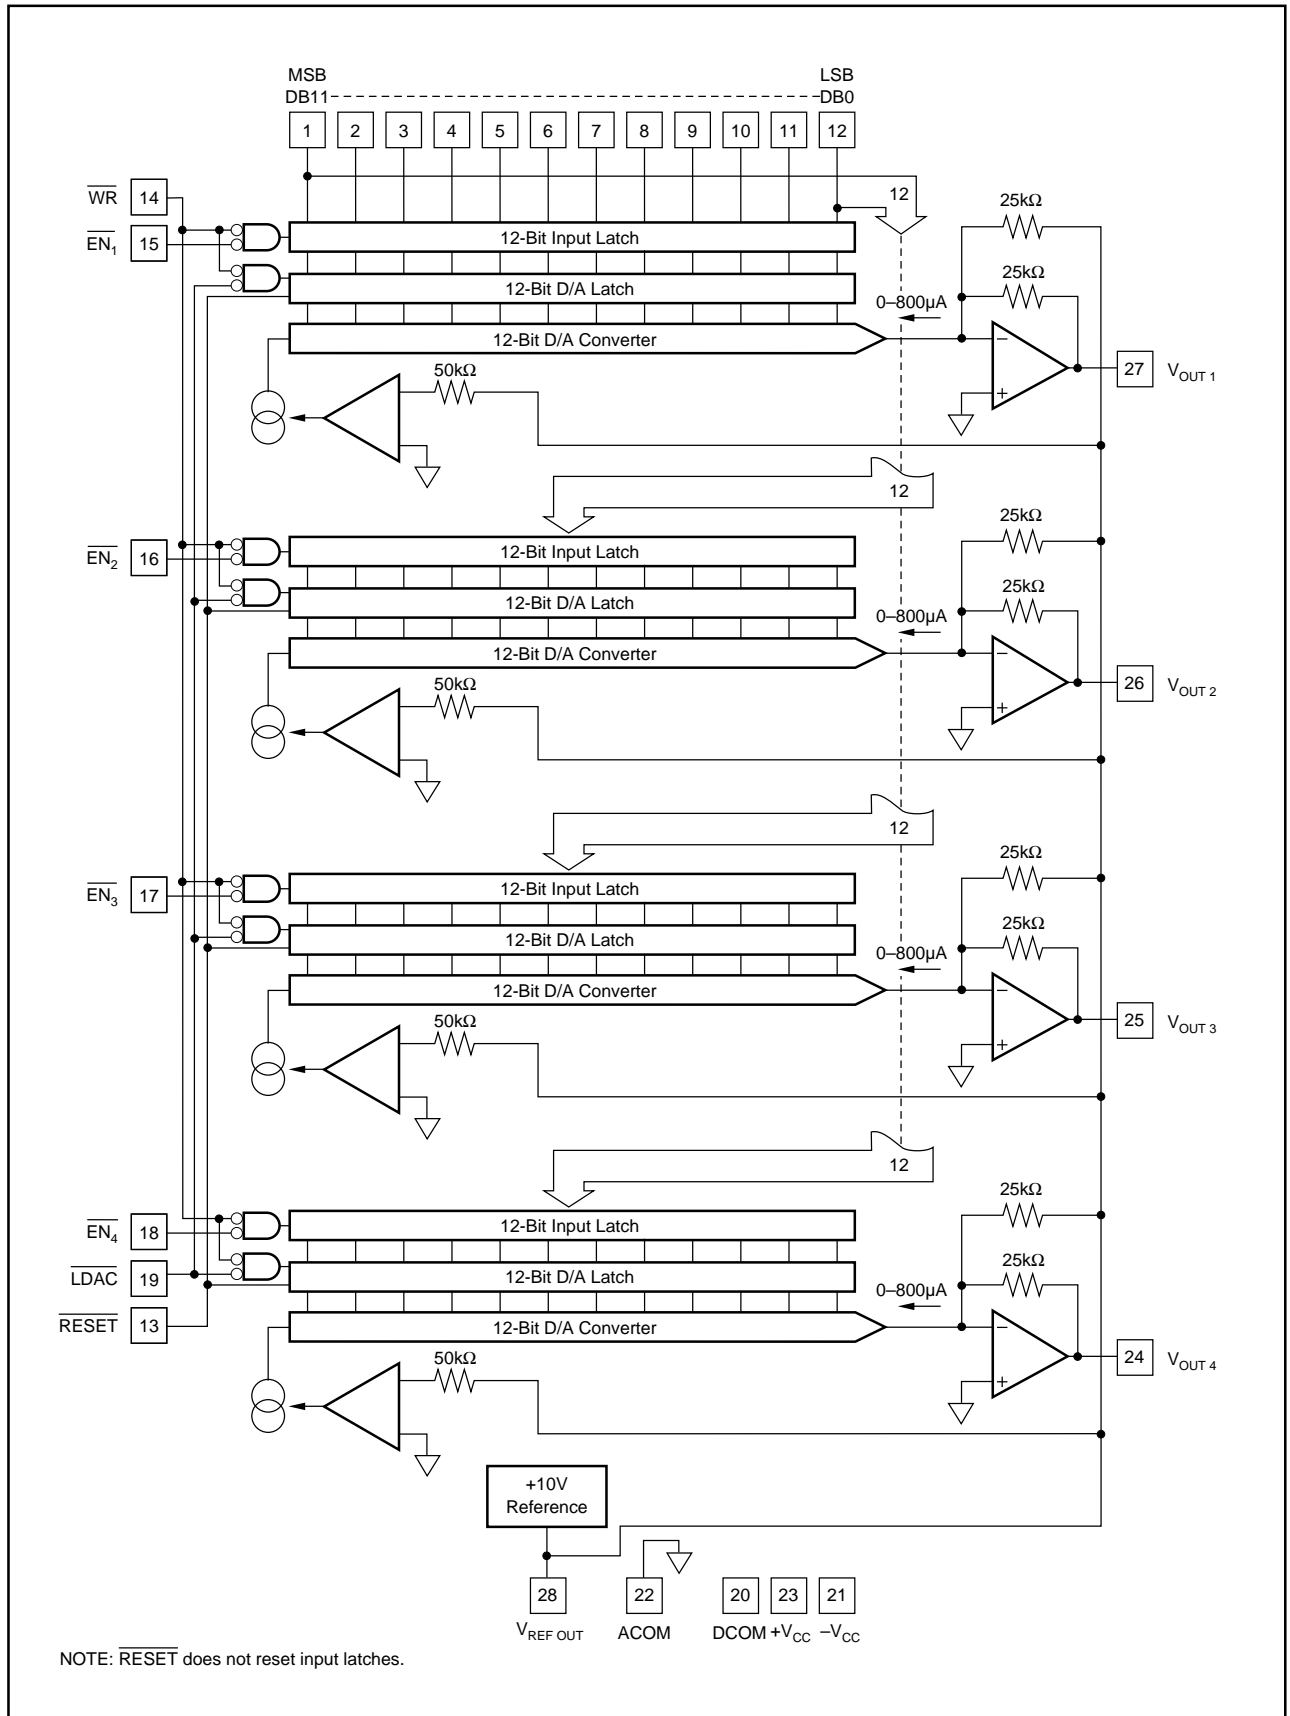 MSB LSB
DB11 DB0
1 2 3 4 5 6 7 8 9 10 11 12
WR 14
12
25kΩ
EN1 15
12-Bit Input Latch
25kΩ
12-Bit D/A Latch
0–800µA
12-Bit D/A Converter
–
50kΩ
27 VOUT 1
+
12
25kΩ
EN2 16
12-Bit Input Latch
25kΩ
12-Bit D/A Latch
0–800µA
12-Bit D/A Converter
–
50kΩ
26 VOUT 2
+
12
25kΩ
EN3 17
12-Bit Input Latch
25kΩ
12-Bit D/A Latch
0–800µA
12-Bit D/A Converter
–
50kΩ
25 VOUT 3
+
12
25kΩ
EN4 18
12-Bit Input Latch
25kΩ
LDAC 19
12-Bit D/A Latch
0–800µA
RESET 13
12-Bit D/A Converter
–
50kΩ
24 VOUT 4
+
+10V
Reference
28 22 20 23 21
VREF OUT ACOM DCOM +VCC –VCC
NOTE: RESET does not reset input latches.